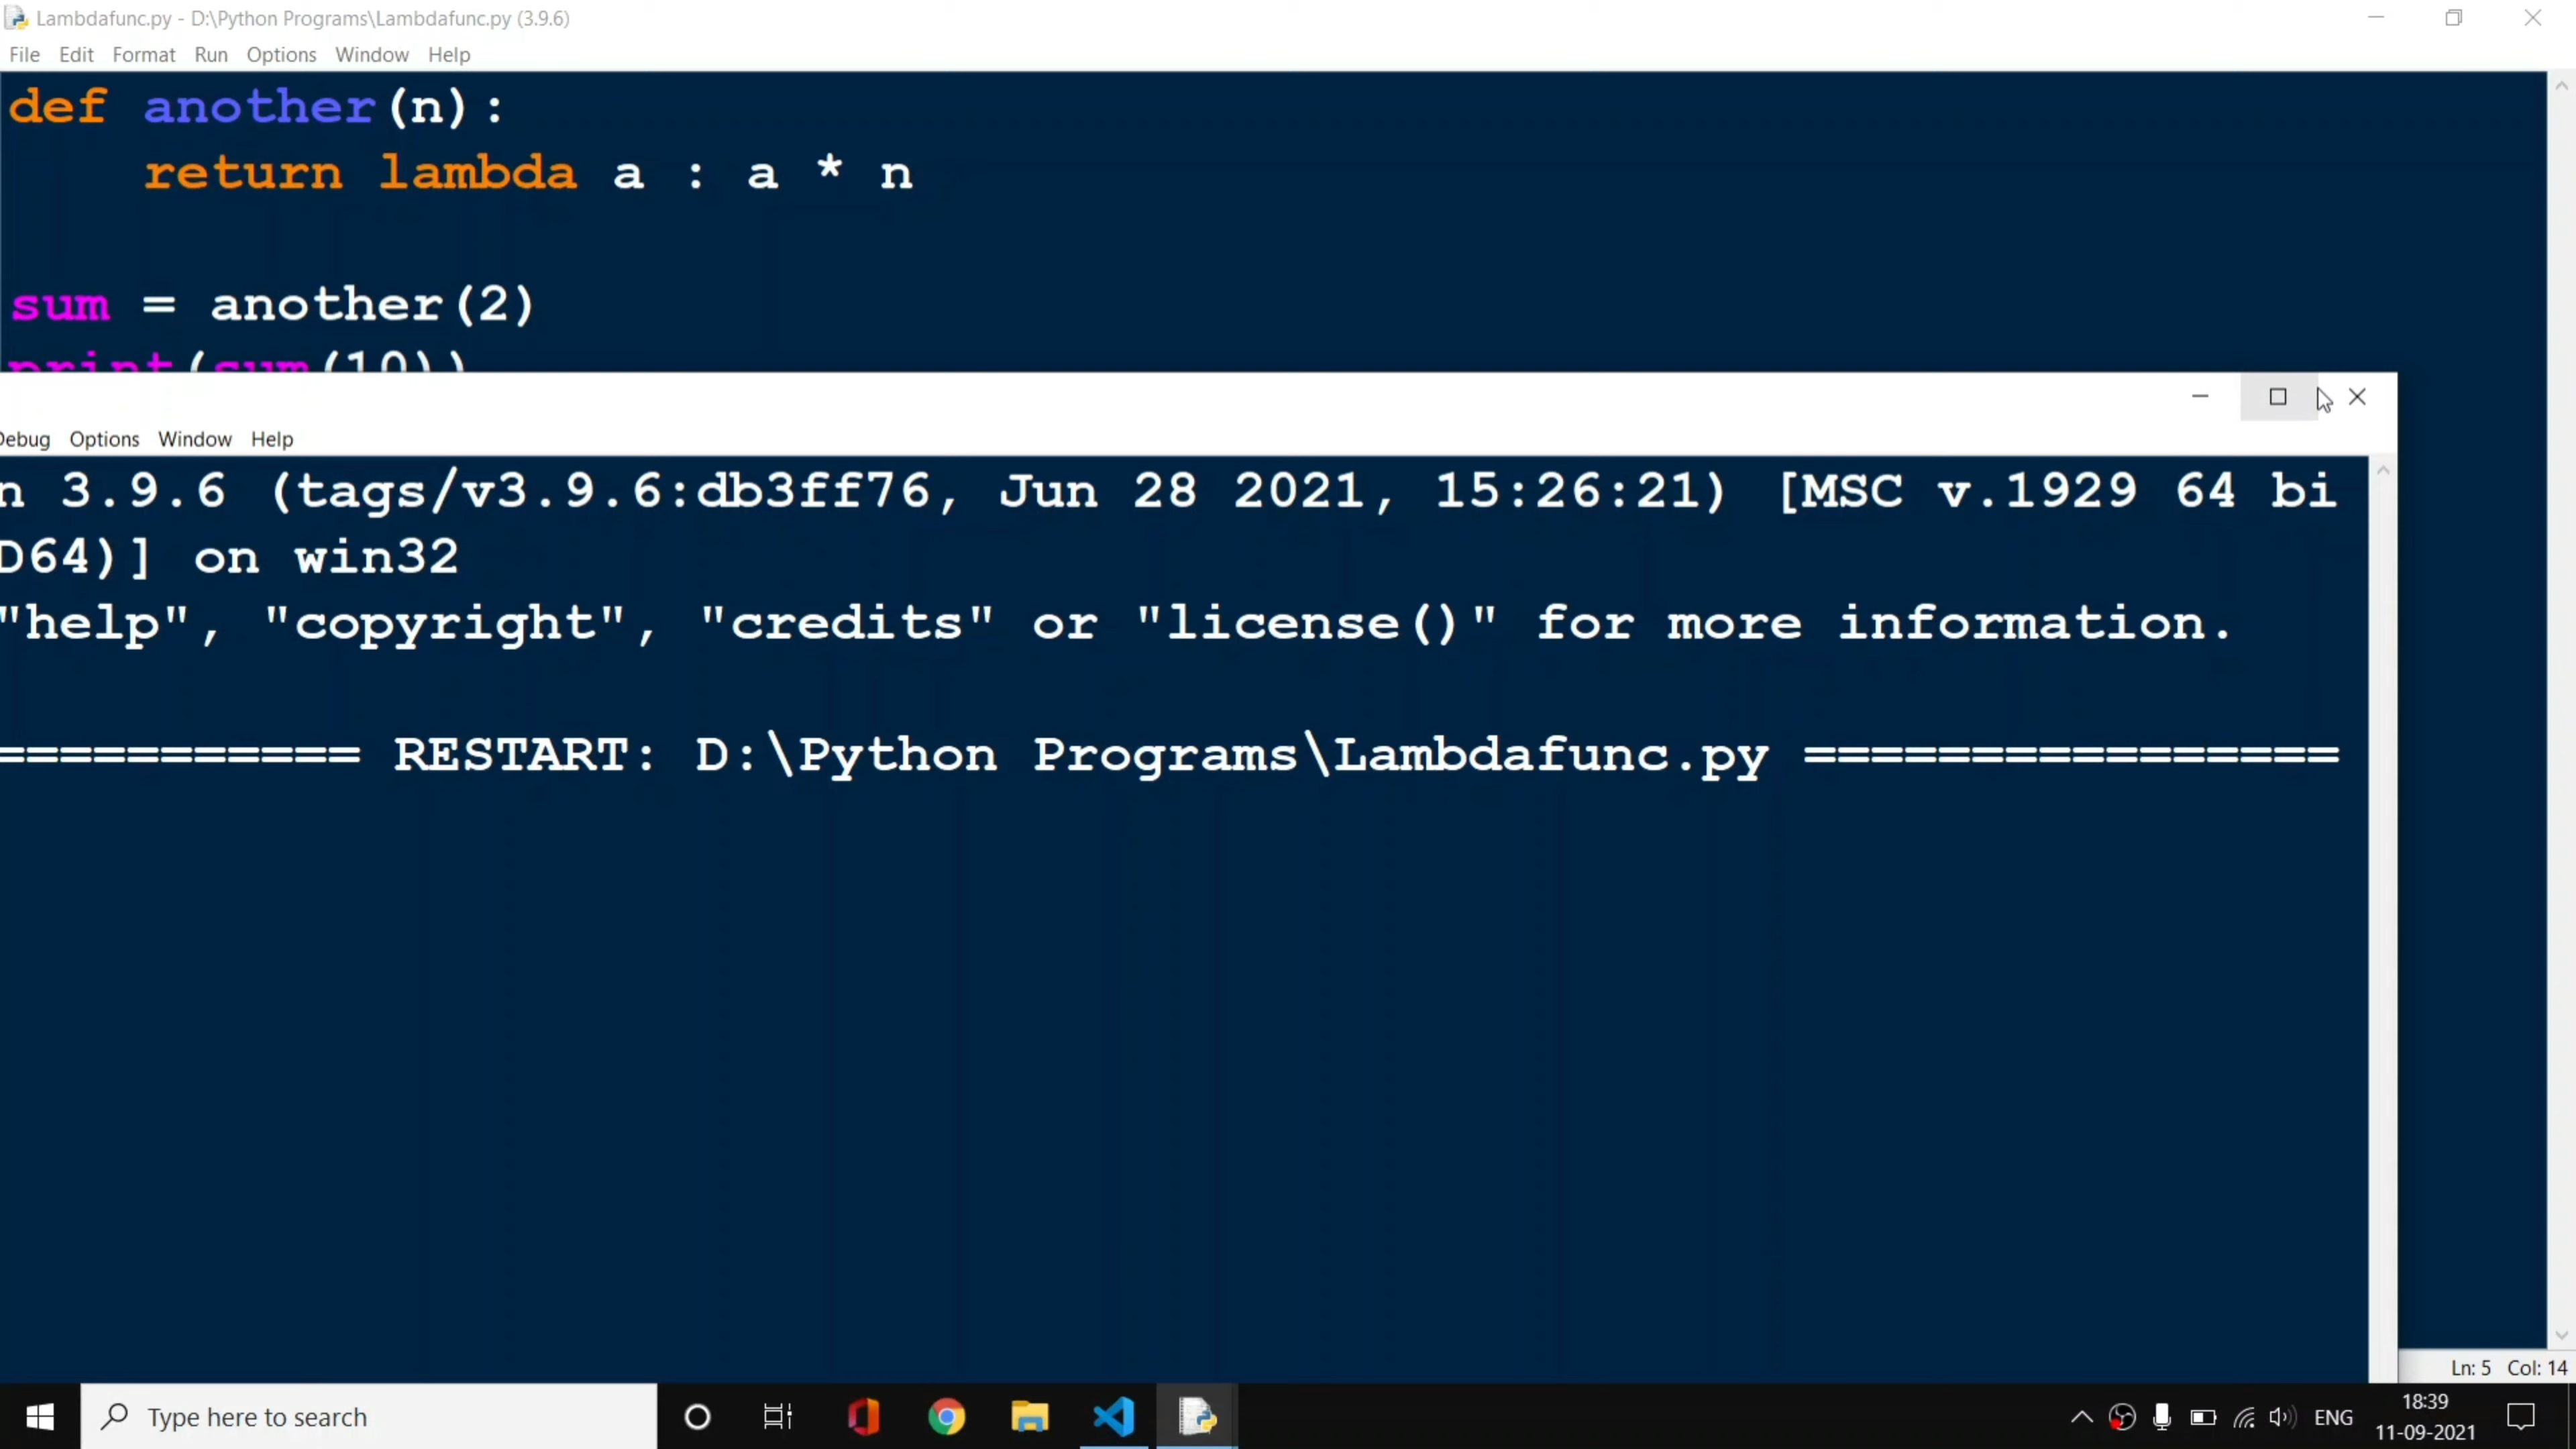 Lambdafunc.py - D:\Python Programs\Lambdafunc.py (3.9.6)
File Edit Format Run Options Window Help
def another(n):
return lambda a : a * n
sum = another(2)
print(sum(10))
Options Window Help
n 3.9.6 (tags/v3.9.6:db3ff76, Jun 28 2021, 15:26:21) [MSC v.1929 64 bi
D64)] on win32
"help", "copyright", "credits" or "license()" for more information.
=========== RESTART: D:\Python Programs\Lambdafunc.py ================
Ln: 5 Col: 14
Type here to search
ENG
18:39
11-09-2021